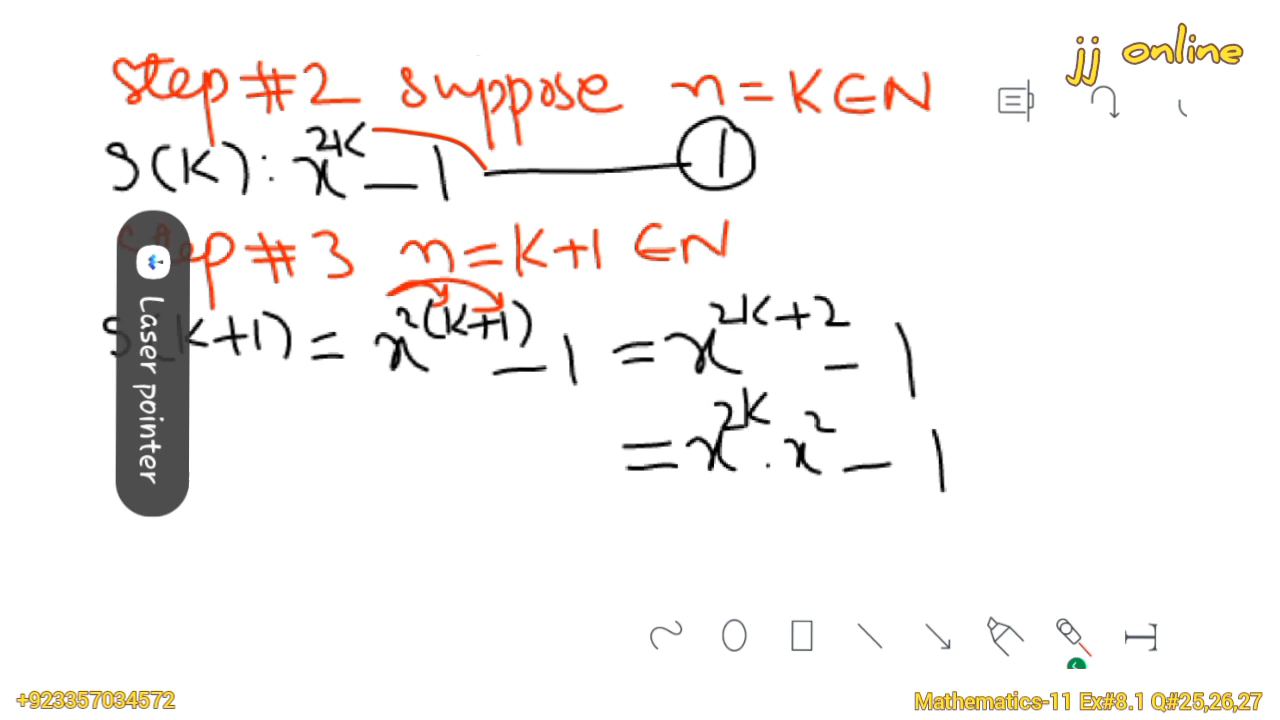 jj online
Step #2 suppose n = K ∈ N
S(K): x^2K - 1 ——— ①
Step #3 n = K+1 ∈ N
S(K+1) = x^2(K+1) - 1 = x^2K+2 - 1
= x^2K . x^2 - 1
Laser pointer
+923357034572
Mathematics-11 Ex#8.1 Q#25,26,27